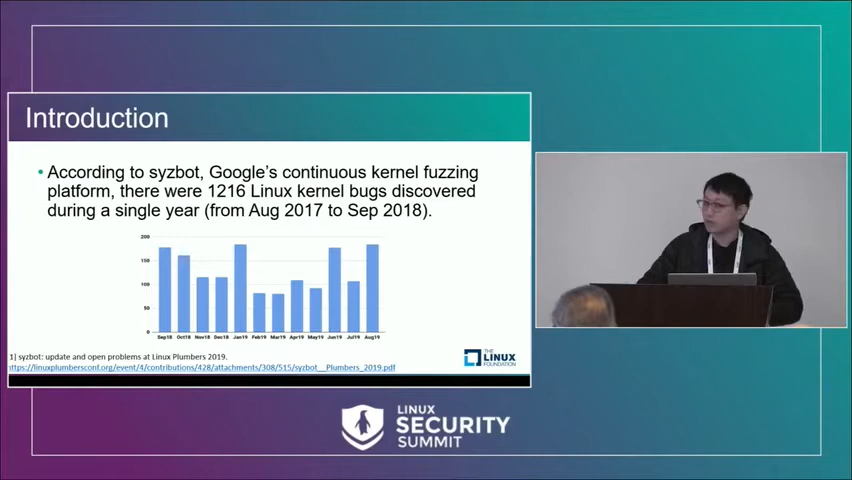 Introduction
• According to syzbot, Google's continuous kernel fuzzing
platform, there were 1216 Linux kernel bugs discovered
during a single year (from Aug 2017 to Sep 2018).
200
150
100
50
0
Sep18 Oct18 Nov18 Dec18 Jan19 Feb19 Mar19 Apr19 May19 Jun19 Jul19 Aug19
1] syzbot: update and open problems at Linux Plumbers 2019.
https://linuxplumbersconf.org/event/4/contributions/428/attachments/308/515/syzbot__Plumbers_2019.pdf
THE
LINUX
FOUNDATION
LINUX
SECURITY
SUMMIT